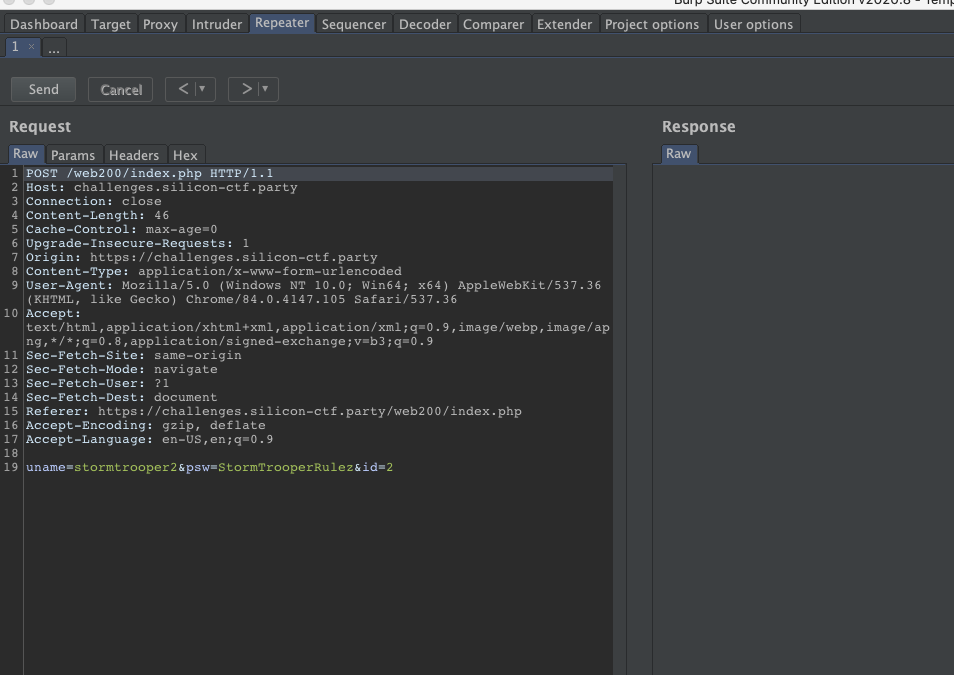 Burp Suite Community Edition v2020.8 - Temp
Dashboard Target Proxy Intruder Repeater Sequencer Decoder Comparer Extender Project options User options
1 × ...
Send Cancel < ▼ > ▼
Request
Response
Raw Params Headers Hex
Raw
1 POST /web200/index.php HTTP/1.1
2 Host: challenges.silicon-ctf.party
3 Connection: close
4 Content-Length: 46
5 Cache-Control: max-age=0
6 Upgrade-Insecure-Requests: 1
7 Origin: https://challenges.silicon-ctf.party
8 Content-Type: application/x-www-form-urlencoded
9 User-Agent: Mozilla/5.0 (Windows NT 10.0; Win64; x64) AppleWebKit/537.36
(KHTML, like Gecko) Chrome/84.0.4147.105 Safari/537.36
10 Accept:
text/html,application/xhtml+xml,application/xml;q=0.9,image/webp,image/ap
ng,*/*;q=0.8,application/signed-exchange;v=b3;q=0.9
11 Sec-Fetch-Site: same-origin
12 Sec-Fetch-Mode: navigate
13 Sec-Fetch-User: ?1
14 Sec-Fetch-Dest: document
15 Referer: https://challenges.silicon-ctf.party/web200/index.php
16 Accept-Encoding: gzip, deflate
17 Accept-Language: en-US,en;q=0.9
18
19 uname=stormtrooper2&psw=StormTrooperRulez&id=2